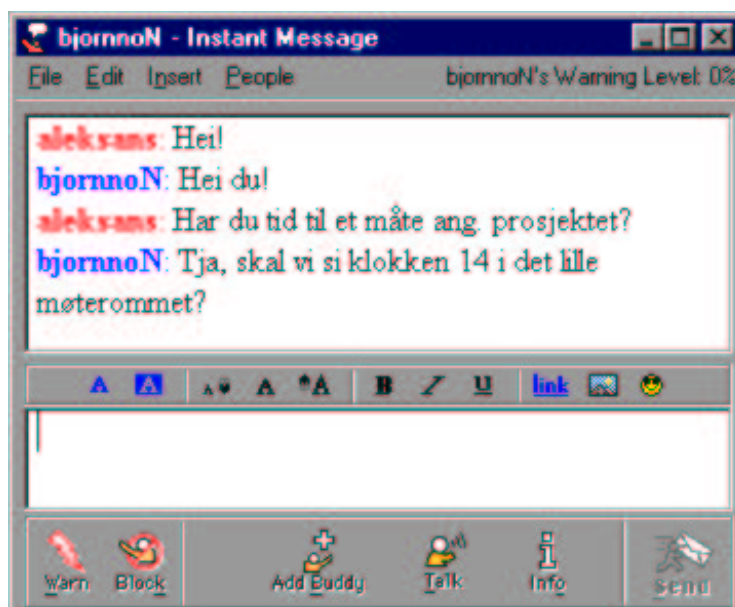 bjornnoN - Instant Message
File Edit Insert People bjornnoN's Warning Level: 0%
aleksans: Hei!
bjornnoN: Hei du!
aleksans: Har du tid til et måte ang. prosjektet?
bjornnoN: Tja, skal vi si klokken 14 i det lille
møterommet?
A A A A A B I U link
Warn Block Add Buddy Talk Info Send